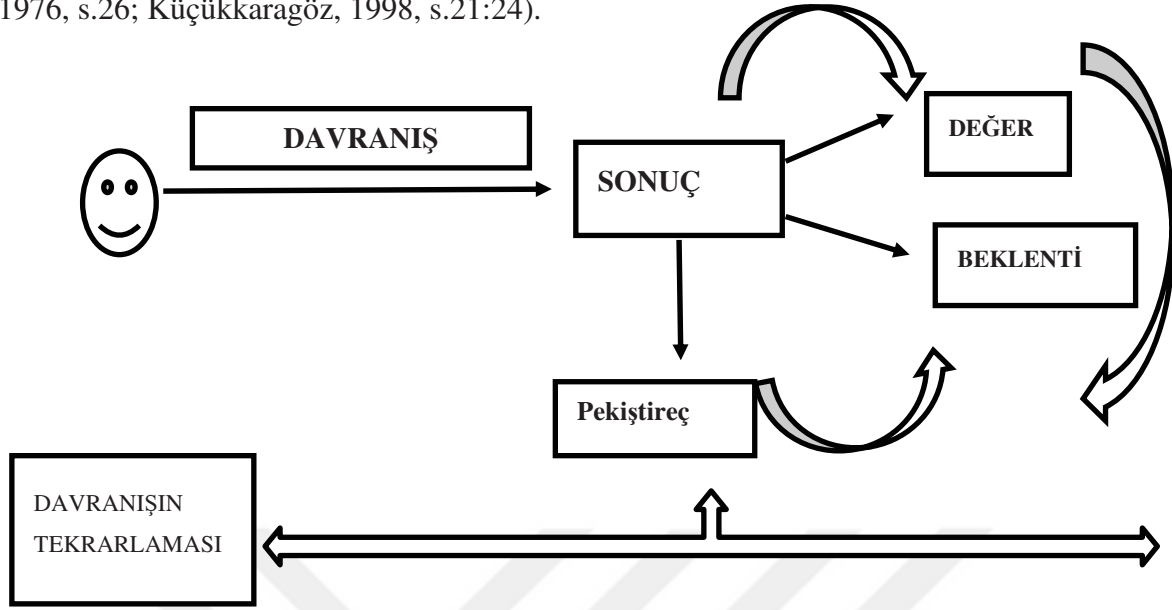 1976, s.26; Küçükkaragöz, 1998, s.21:24).
DAVRANIŞ
DEĞER
SONUÇ
BEKLENTİ
Pekiştireç
DAVRANIŞIN
TEKRARLAMASI